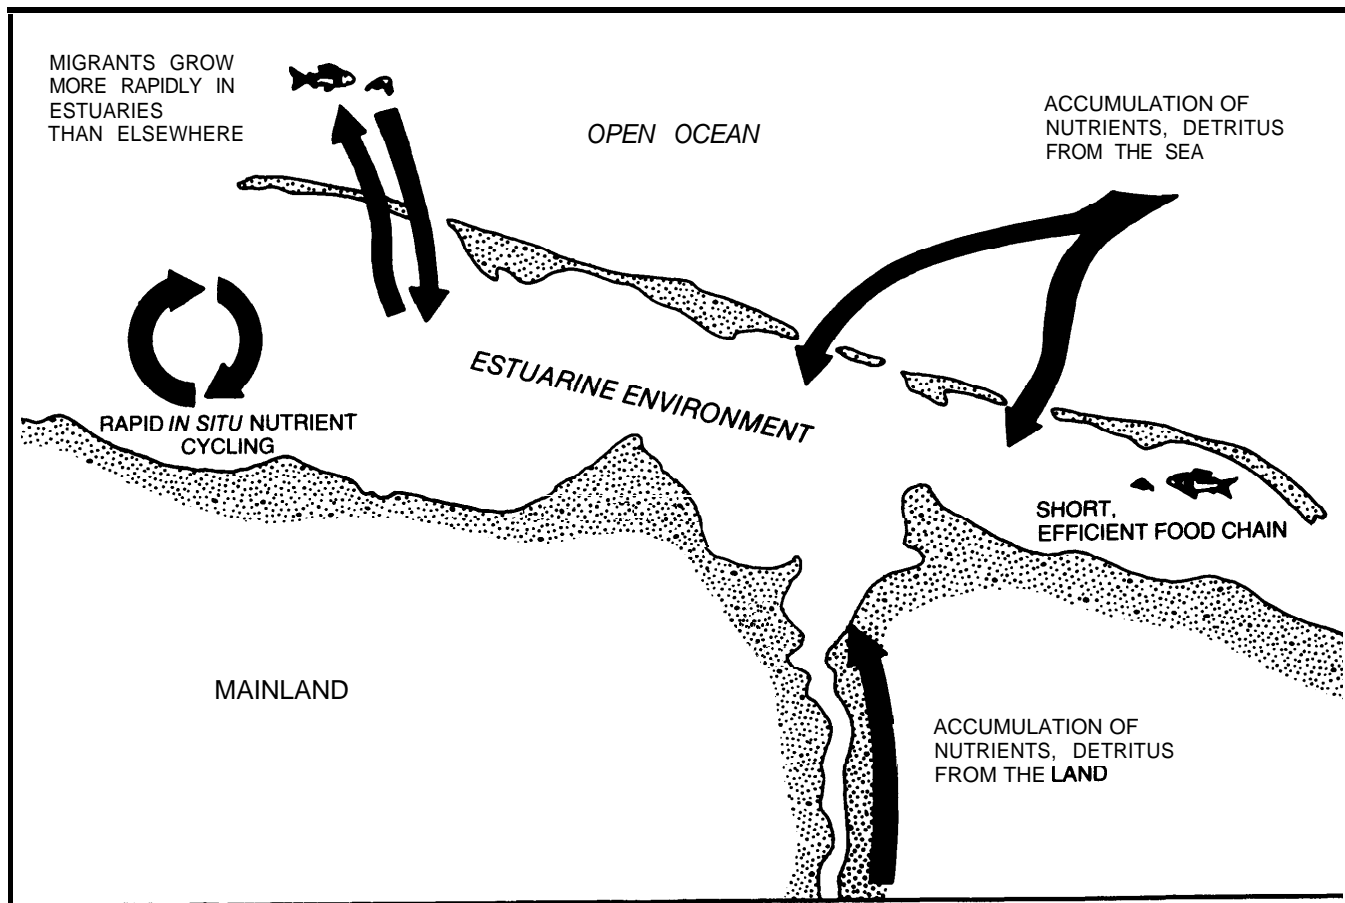 MIGRANTS GROW
MORE RAPIDLY IN
ESTUARIES
THAN ELSEWHERE
OPEN OCEAN
ACCUMULATION OF
NUTRIENTS, DETRITUS
FROM THE SEA
ESTUARINE ENVIRONMENT
RAPID IN SITU NUTRIENT
CYCLING
SHORT,
EFFICIENT FOOD CHAIN
MAINLAND
ACCUMULATION OF
NUTRIENTS, DETRITUS
FROM THE LAND